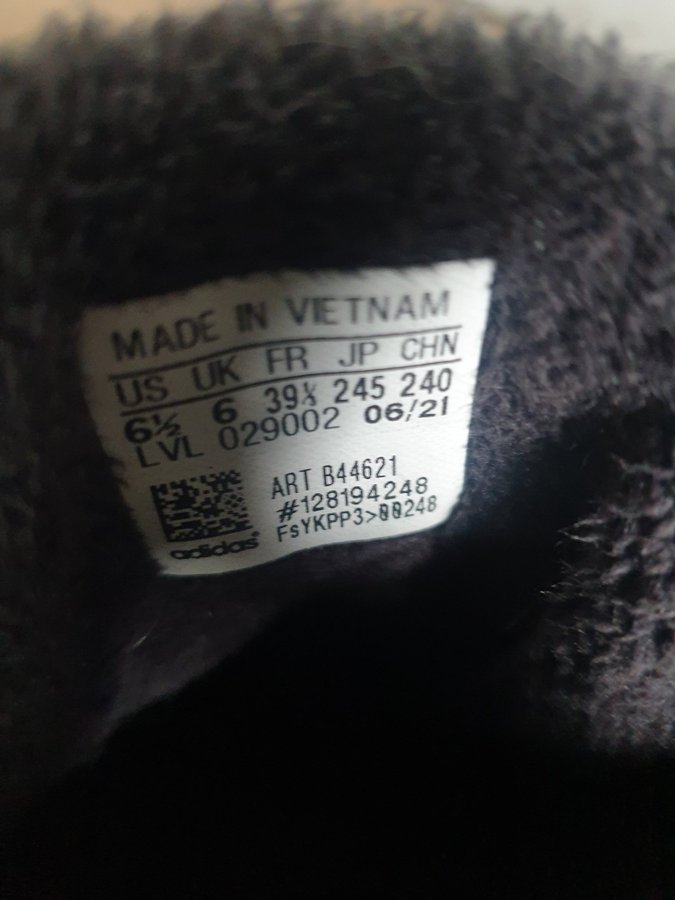 MADE IN VIETNAM
US UK FR JP CHN
6½ 6 39⅓ 245 240
LVL 029002 06/21
ART B44621
#128194248
FsYKPP3>00248
adidas